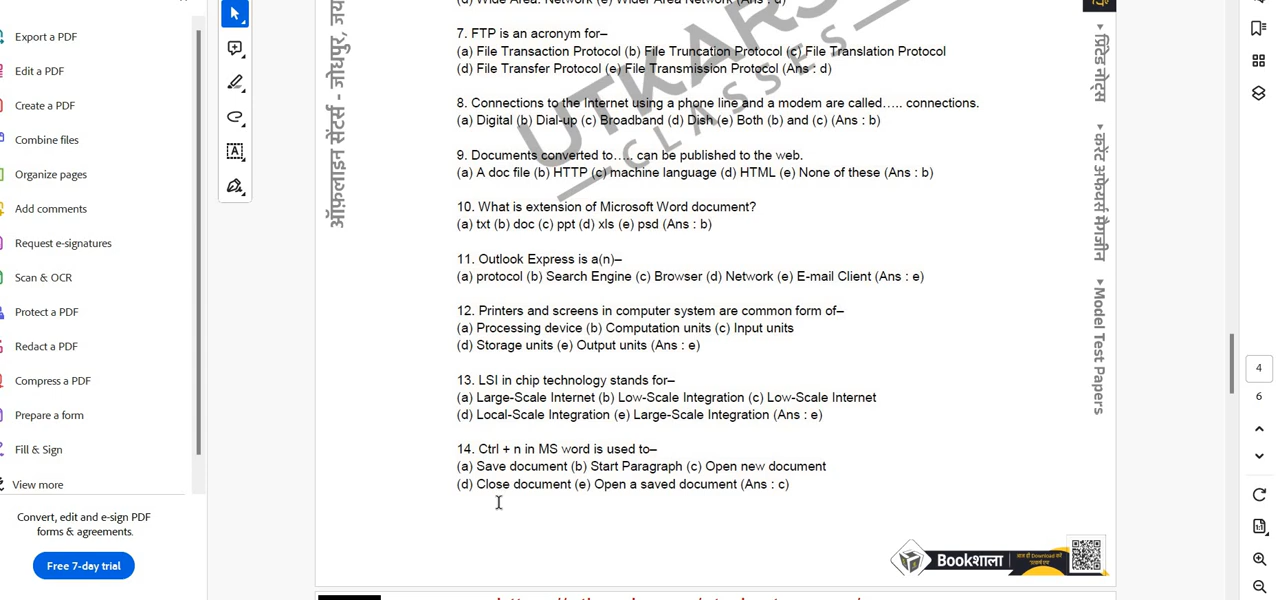 Export a PDF
Edit a PDF
Create a PDF
Combine files
Organize pages
Add comments
Request e-signatures
Scan & OCR
Protect a PDF
Redact a PDF
Compress a PDF
Prepare a form
Fill & Sign
View more
Convert, edit and e-sign PDF
forms & agreements.
Free 7-day trial
ऑफ़लाइन सेंटर्स - जोधपुर,
(d) Wide Area. Network (e) Wider Area Network (Ans : d)
7. FTP is an acronym for–
(a) File Transaction Protocol (b) File Truncation Protocol (c) File Translation Protocol
(d) File Transfer Protocol (e) File Transmission Protocol (Ans : d)
8. Connections to the Internet using a phone line and a modem are called….. connections.
(a) Digital (b) Dial-up (c) Broadband (d) Dish (e) Both (b) and (c) (Ans : b)
9. Documents converted to….. can be published to the web.
(a) A doc file (b) HTTP (c) machine language (d) HTML (e) None of these (Ans : b)
10. What is extension of Microsoft Word document?
(a) txt (b) doc (c) ppt (d) xls (e) psd (Ans : b)
11. Outlook Express is a(n)–
(a) protocol (b) Search Engine (c) Browser (d) Network (e) E-mail Client (Ans : e)
12. Printers and screens in computer system are common form of–
(a) Processing device (b) Computation units (c) Input units
(d) Storage units (e) Output units (Ans : e)
13. LSI in chip technology stands for–
(a) Large-Scale Internet (b) Low-Scale Integration (c) Low-Scale Internet
(d) Local-Scale Integration (e) Large-Scale Integration (Ans : e)
14. Ctrl + n in MS word is used to–
(a) Save document (b) Start Paragraph (c) Open new document
(d) Close document (e) Open a saved document (Ans : c)
UTKARS
CLASSES
▸ प्रिंटेड नोट्स
▸ करेंट अफेयर्स मैगजीन
▸ Model Test Papers
Bookशाला
4
6